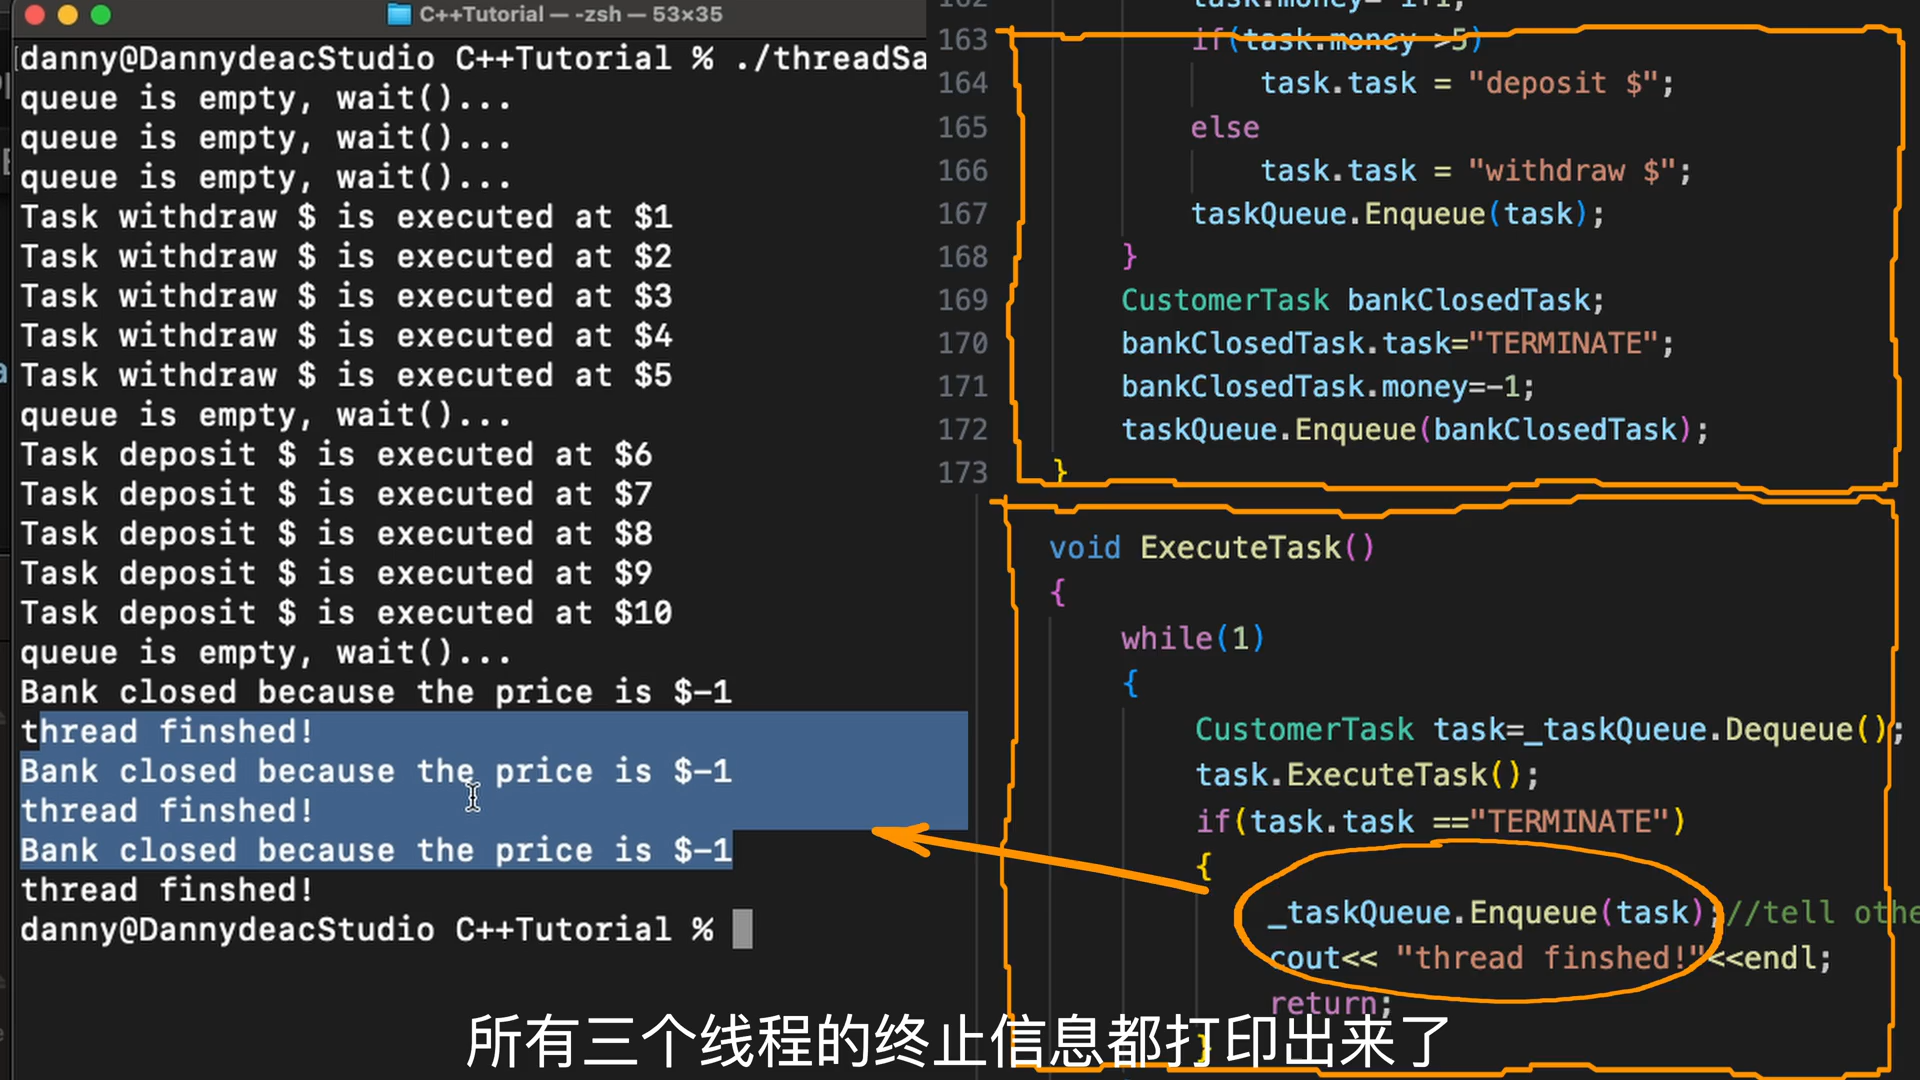 C++Tutorial — -zsh — 53×35
danny@DannydeacStudio C++Tutorial % ./threadSa
queue is empty, wait()...
queue is empty, wait()...
queue is empty, wait()...
Task withdraw $ is executed at $1
Task withdraw $ is executed at $2
Task withdraw $ is executed at $3
Task withdraw $ is executed at $4
Task withdraw $ is executed at $5
queue is empty, wait()...
Task deposit $ is executed at $6
Task deposit $ is executed at $7
Task deposit $ is executed at $8
Task deposit $ is executed at $9
Task deposit $ is executed at $10
queue is empty, wait()...
Bank closed because the price is $-1
thread finshed!
Bank closed because the price is $-1
thread finshed!
Bank closed because the price is $-1
thread finshed!
danny@DannydeacStudio C++Tutorial %
162 task.money= i+1;
163 if(task.money >5)
164 task.task = "deposit $";
165 else
166 task.task = "withdraw $";
167 taskQueue.Enqueue(task);
168 }
169 CustomerTask bankClosedTask;
170 bankClosedTask.task="TERMINATE";
171 bankClosedTask.money=-1;
172 taskQueue.Enqueue(bankClosedTask);
173 }
void ExecuteTask()
{
while(1)
{
CustomerTask task=_taskQueue.Dequeue();
task.ExecuteTask();
if(task.task =="TERMINATE")
{
_taskQueue.Enqueue(task);//tell othe
cout<< "thread finshed!"<<endl;
return;
}
所有三个线程的终止信息都打印出来了